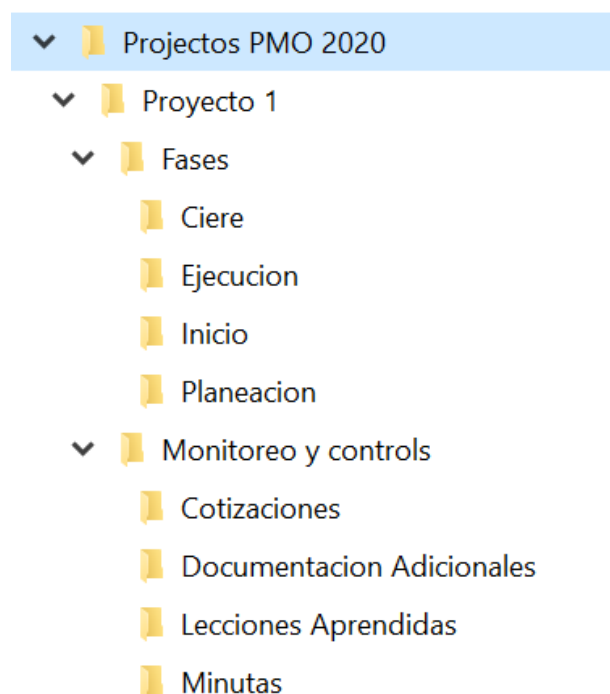 Projectos PMO 2020
Proyecto 1
Fases
Ciere
Ejecucion
Inicio
Planeacion
Monitoreo y controls
Cotizaciones
Documentacion Adicionales
Lecciones Aprendidas
Minutas